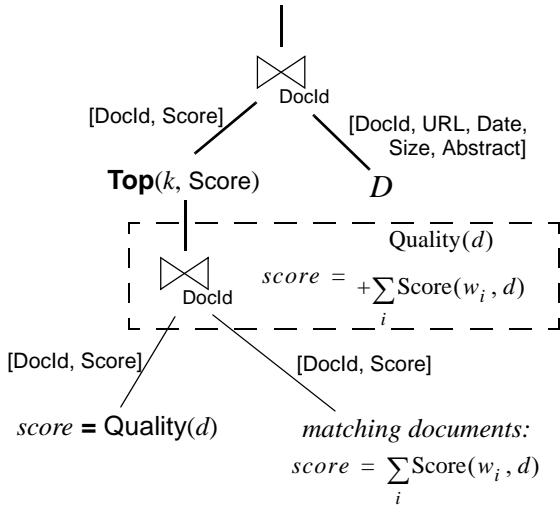 DocId
[DocId, Score]
[DocId, URL, Date,
Size, Abstract]
Top(k, Score)
D
Quality(d)
score = +∑Score(w_i, d)
i
DocId
[DocId, Score]
[DocId, Score]
score = Quality(d)
matching documents:
score = ∑Score(w_i, d)
i